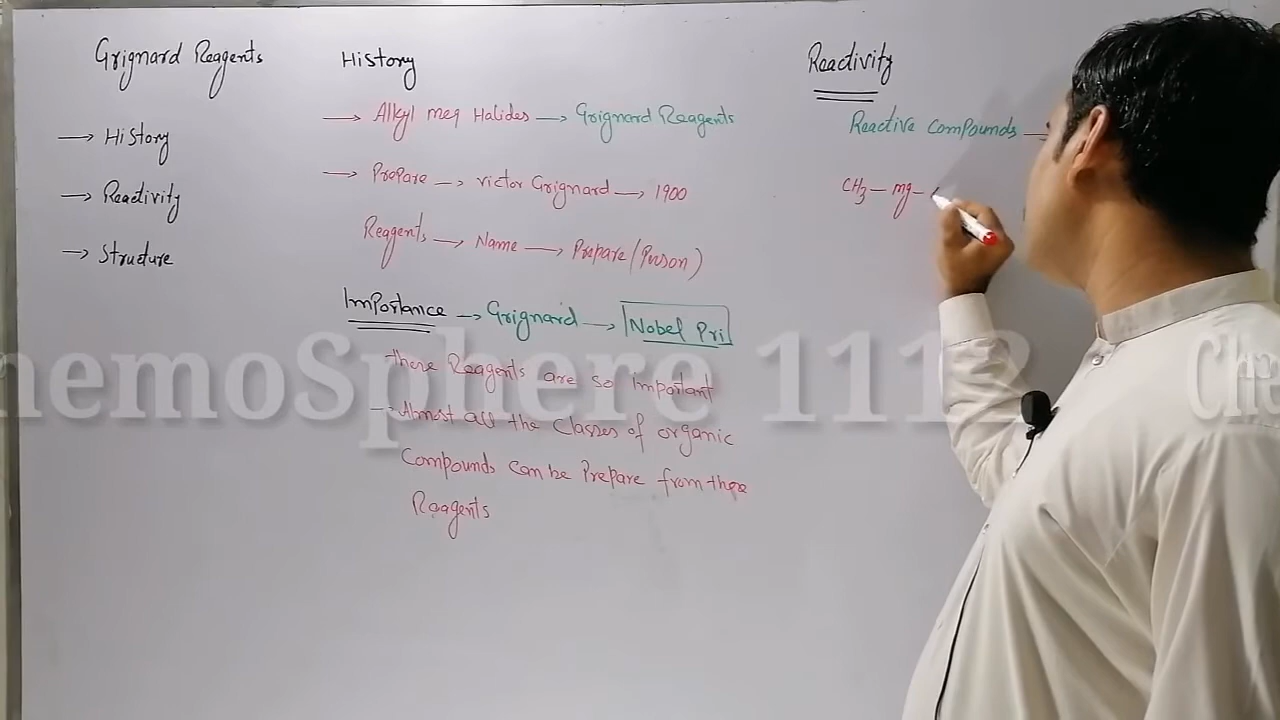 Grignard Reagents
→ History
→ Reactivity
→ Structure
History
→ Alkyl meg Halides → Grignard Reagents
→ Prepare → victor Grignard → 1900
Reagents → Name → Prepare/(Person)
Importance → Grignard → Nobel Pri
these Reagents are so important
→ Almost all the classes of organic
Compounds can be Prepare from these
Reagents
Reactivity
Reactive Compounds →
CH3 — mg —
hemoSphere 1112
Che